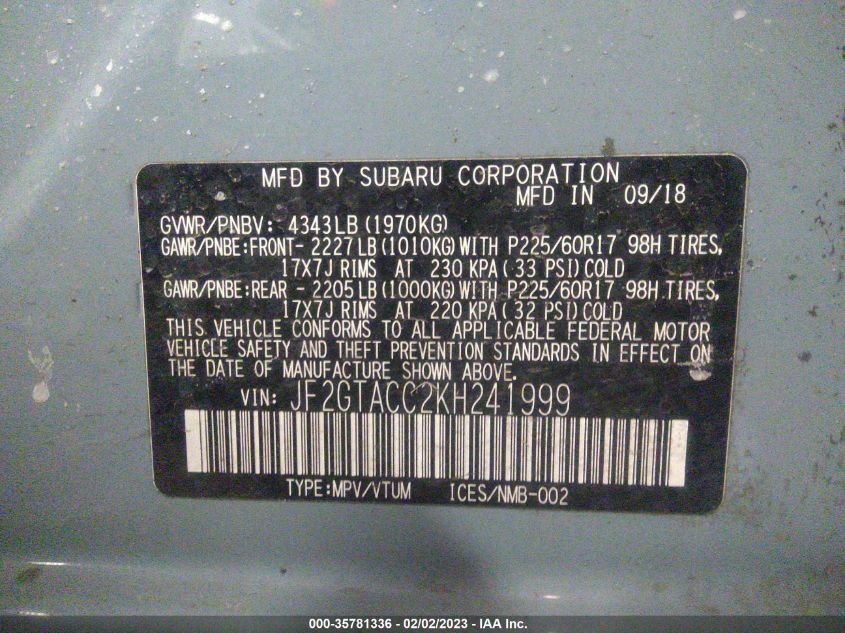 MFD BY SUBARU CORPORATION
MFD IN 09/18
GVWR/PNBV: 4343LB (1970KG)
GAWR/PNBE:FRONT- 2227LB (1010KG) WITH P225/60R17 98H TIRES,
17X7J RIMS AT 230 KPA ( 33 PSI) COLD
GAWR/PNBE:REAR - 2205LB (1000KG) WITH P225/60R17 98H TIRES,
17X7J RIMS AT 220 KPA ( 32 PSI) COLD
THIS VEHICLE CONFORMS TO ALL APPLICABLE FEDERAL MOTOR
VEHICLE SAFETY AND THEFT PREVENTION STANDARDS IN EFFECT ON
THE DATE OF MANUFACTURE SHOWN ABOVE.
VIN: JF2GTACC2KH241999
TYPE:MPV/VTUM ICES/NMB-002
000-35781336 - 02/02/2023 - IAA Inc.